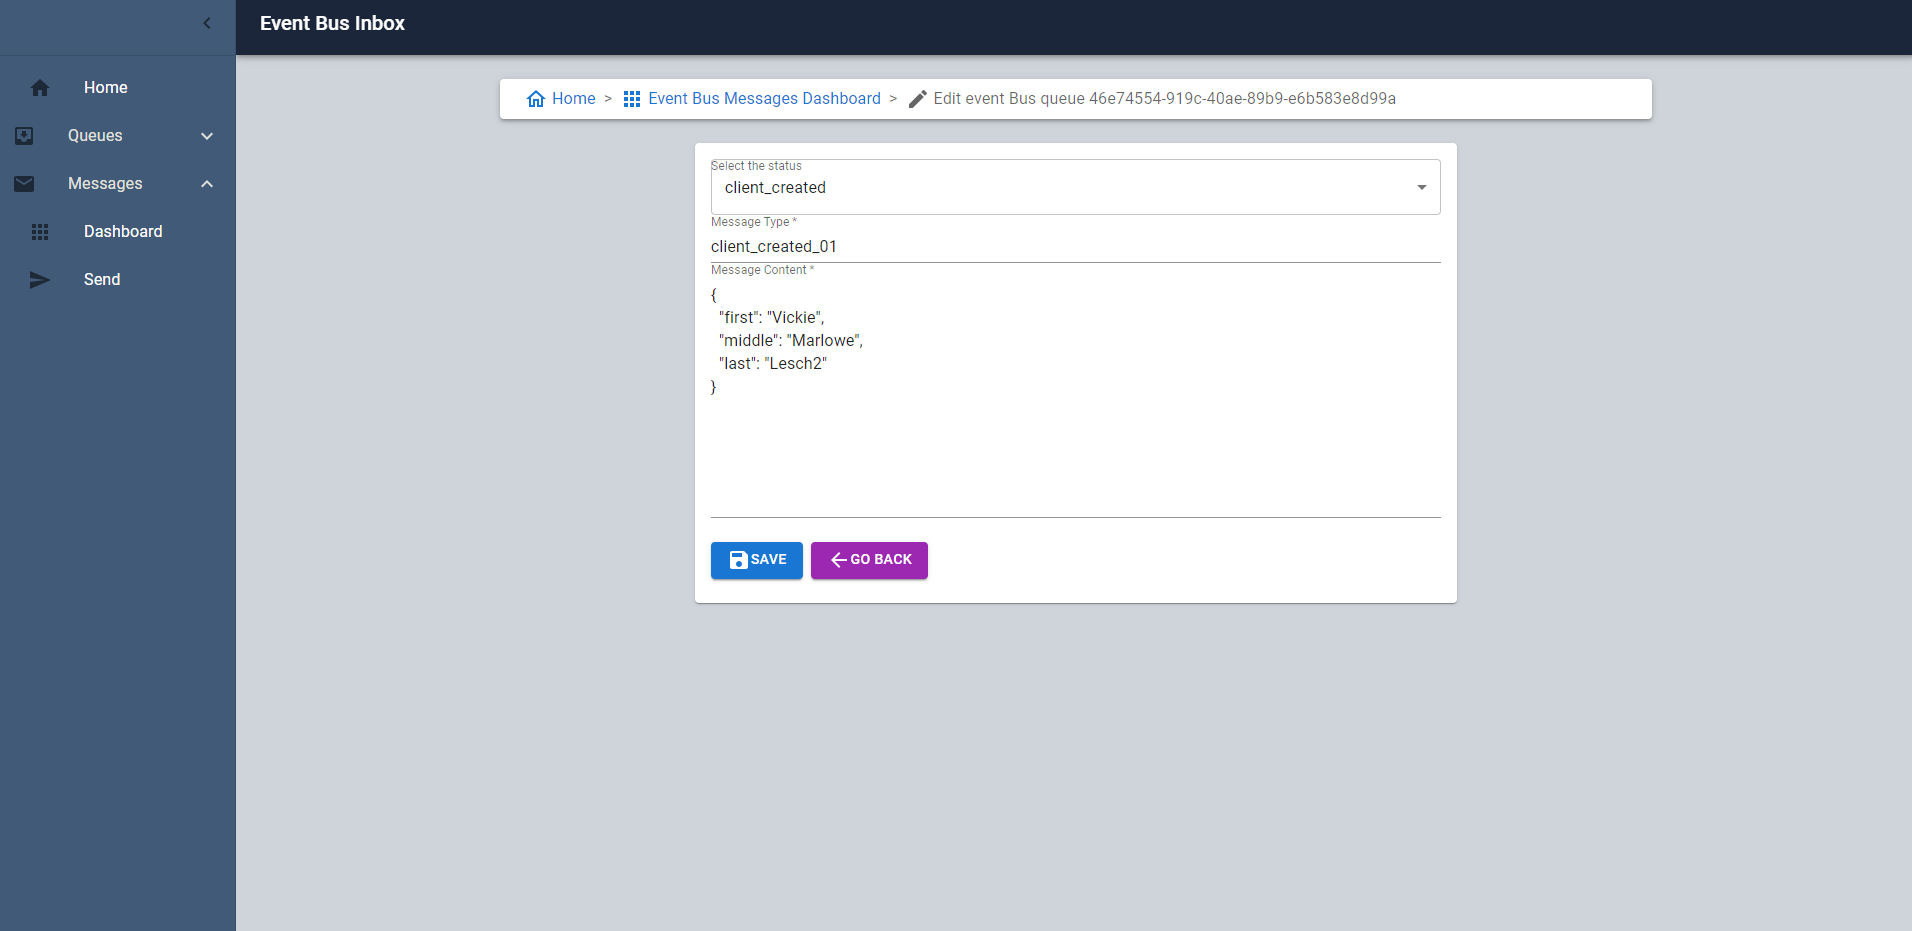 Event Bus Inbox
Home
Queues
Messages
Dashboard
Send
Home > Event Bus Messages Dashboard > Edit event Bus queue 46e74554-919c-40ae-89b9-e6b583e8d99a
Select the status
client_created
Message Type *
client_created_01
Message Content *
{
  "first": "Vickie",
  "middle": "Marlowe",
  "last": "Lesch2"
}
SAVE GO BACK